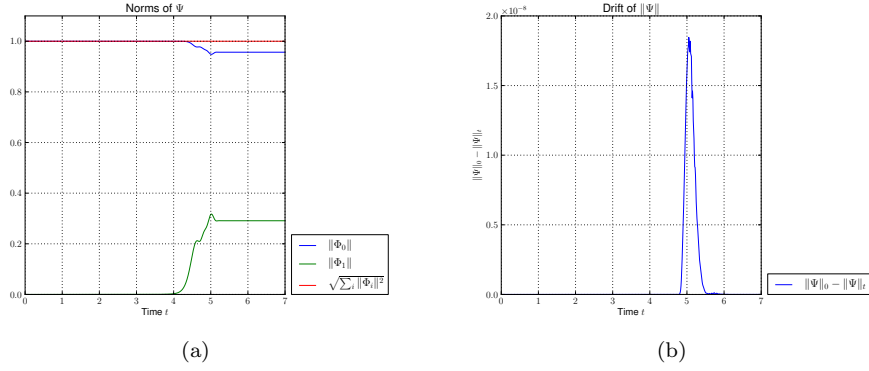 Norms of Ψ
1.0
0.8
0.6
0.4
0.2
0.0
0 1 2 3 4 5 6 7
Time t
‖Φ₀‖
‖Φ₁‖
√∑ᵢ ‖Φᵢ‖²
(a)
Drift of ‖Ψ‖
2.0 1e−8
1.5
1.0
0.5
0.0
‖Ψ‖₀ − ‖Ψ‖ₜ
0 1 2 3 4 5 6 7
Time t
‖Ψ‖₀ − ‖Ψ‖ₜ
(b)